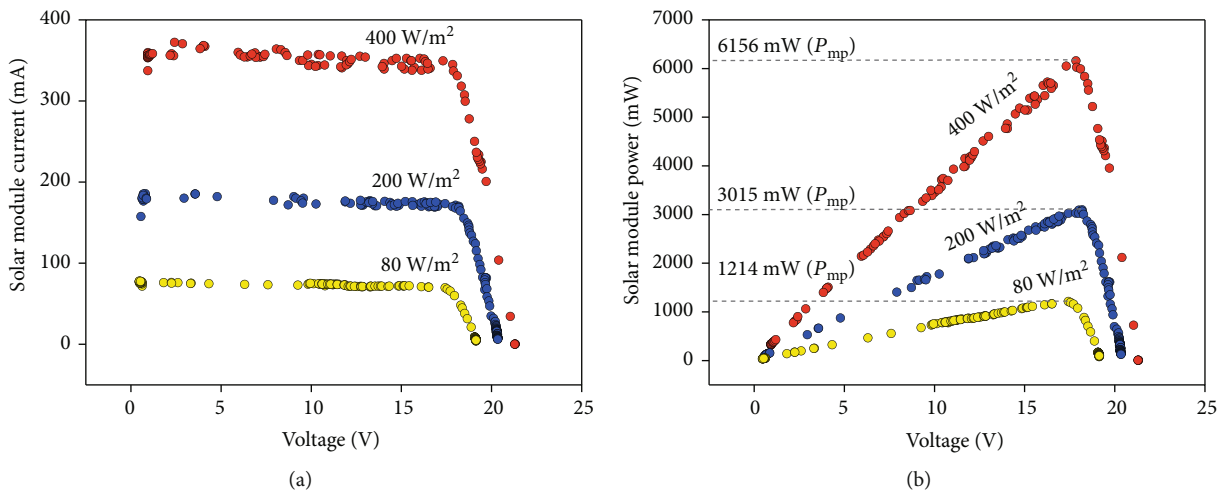 400
300
200
100
0
Solar module current (mA)
400 W/m²
200 W/m²
80 W/m²
0 5 10 15 20 25
Voltage (V)
(a)
6156 mW (Pmp)
6000
5000
4000
3015 mW (Pmp)
3000
2000
1214 mW (Pmp)
1000
0
Solar module power (mW)
400 W/m²
200 W/m²
80 W/m²
0 5 10 15 20 25
Voltage (V)
(b)